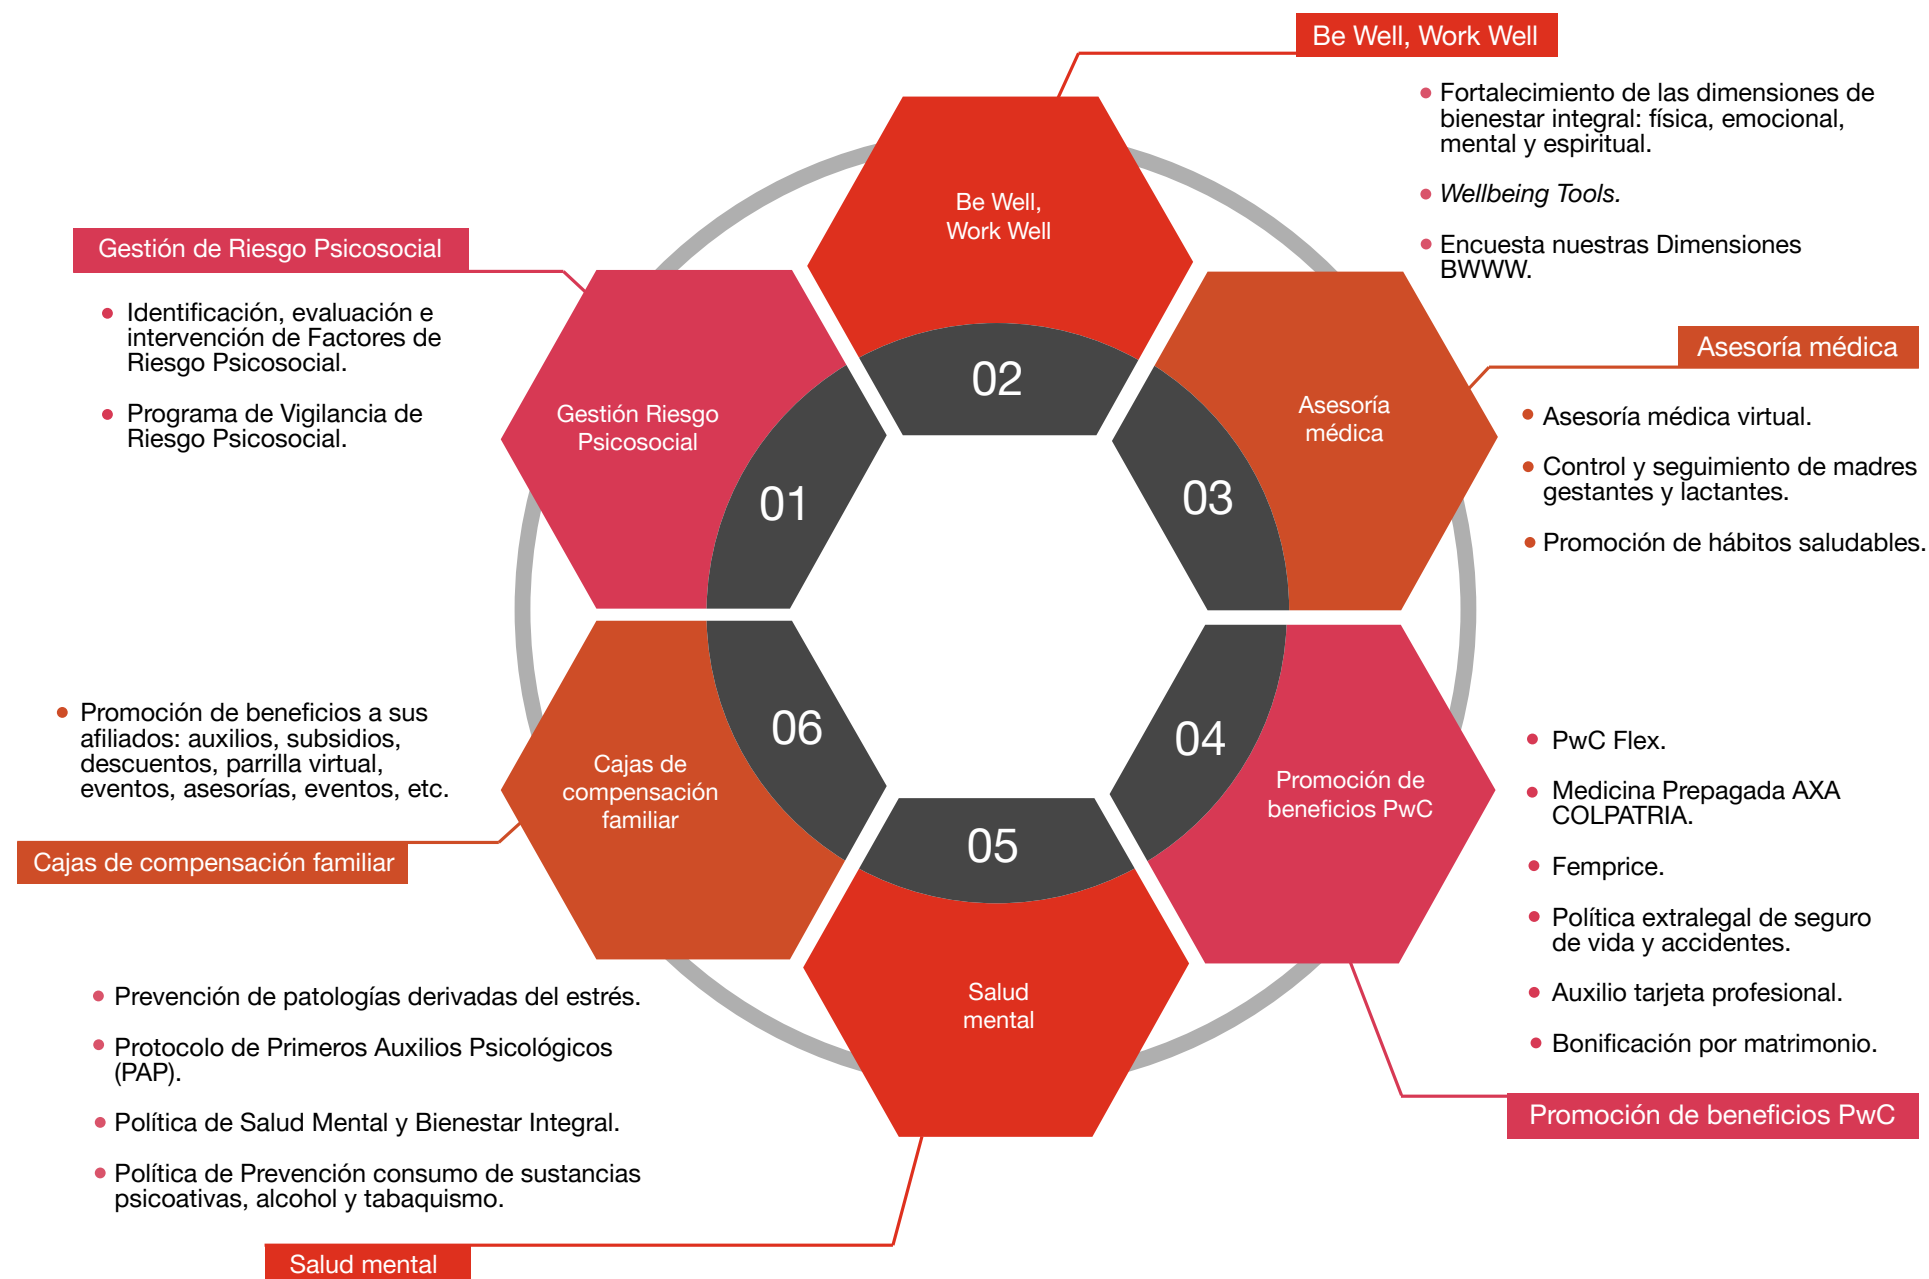 Be Well, Work Well
Fortalecimiento de las dimensiones de
bienestar integral: física, emocional,
mental y espiritual.
Wellbeing Tools.
Encuesta nuestras Dimensiones
BWWW.
Be Well,
Work Well
02
Gestión de Riesgo Psicosocial
Identificación, evaluación e
intervención de Factores de
Riesgo Psicosocial.
Programa de Vigilancia de
Riesgo Psicosocial.
Gestión Riesgo
Psicosocial
01
Asesoría médica
Asesoría médica virtual.
Control y seguimiento de madres
gestantes y lactantes.
Promoción de hábitos saludables.
Asesoría
médica
03
Promoción de beneficios a sus
afiliados: auxilios, subsidios,
descuentos, parrilla virtual,
eventos, asesorías, eventos, etc.
Cajas de compensación familiar
Cajas de
compensación
familiar
06
04
Promoción de
beneficios PwC
PwC Flex.
Medicina Prepagada AXA
COLPATRIA.
Femprice.
Política extralegal de seguro
de vida y accidentes.
Auxilio tarjeta profesional.
Bonificación por matrimonio.
Promoción de beneficios PwC
05
Salud
mental
Prevención de patologías derivadas del estrés.
Protocolo de Primeros Auxilios Psicológicos
(PAP).
Política de Salud Mental y Bienestar Integral.
Política de Prevención consumo de sustancias
psicoativas, alcohol y tabaquismo.
Salud mental